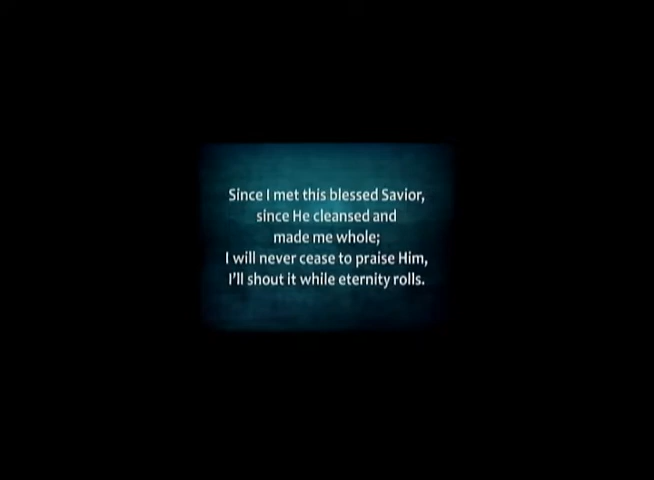 Since I met this blessed Savior,
since He cleansed and
made me whole;
I will never cease to praise Him,
I'll shout it while eternity rolls.